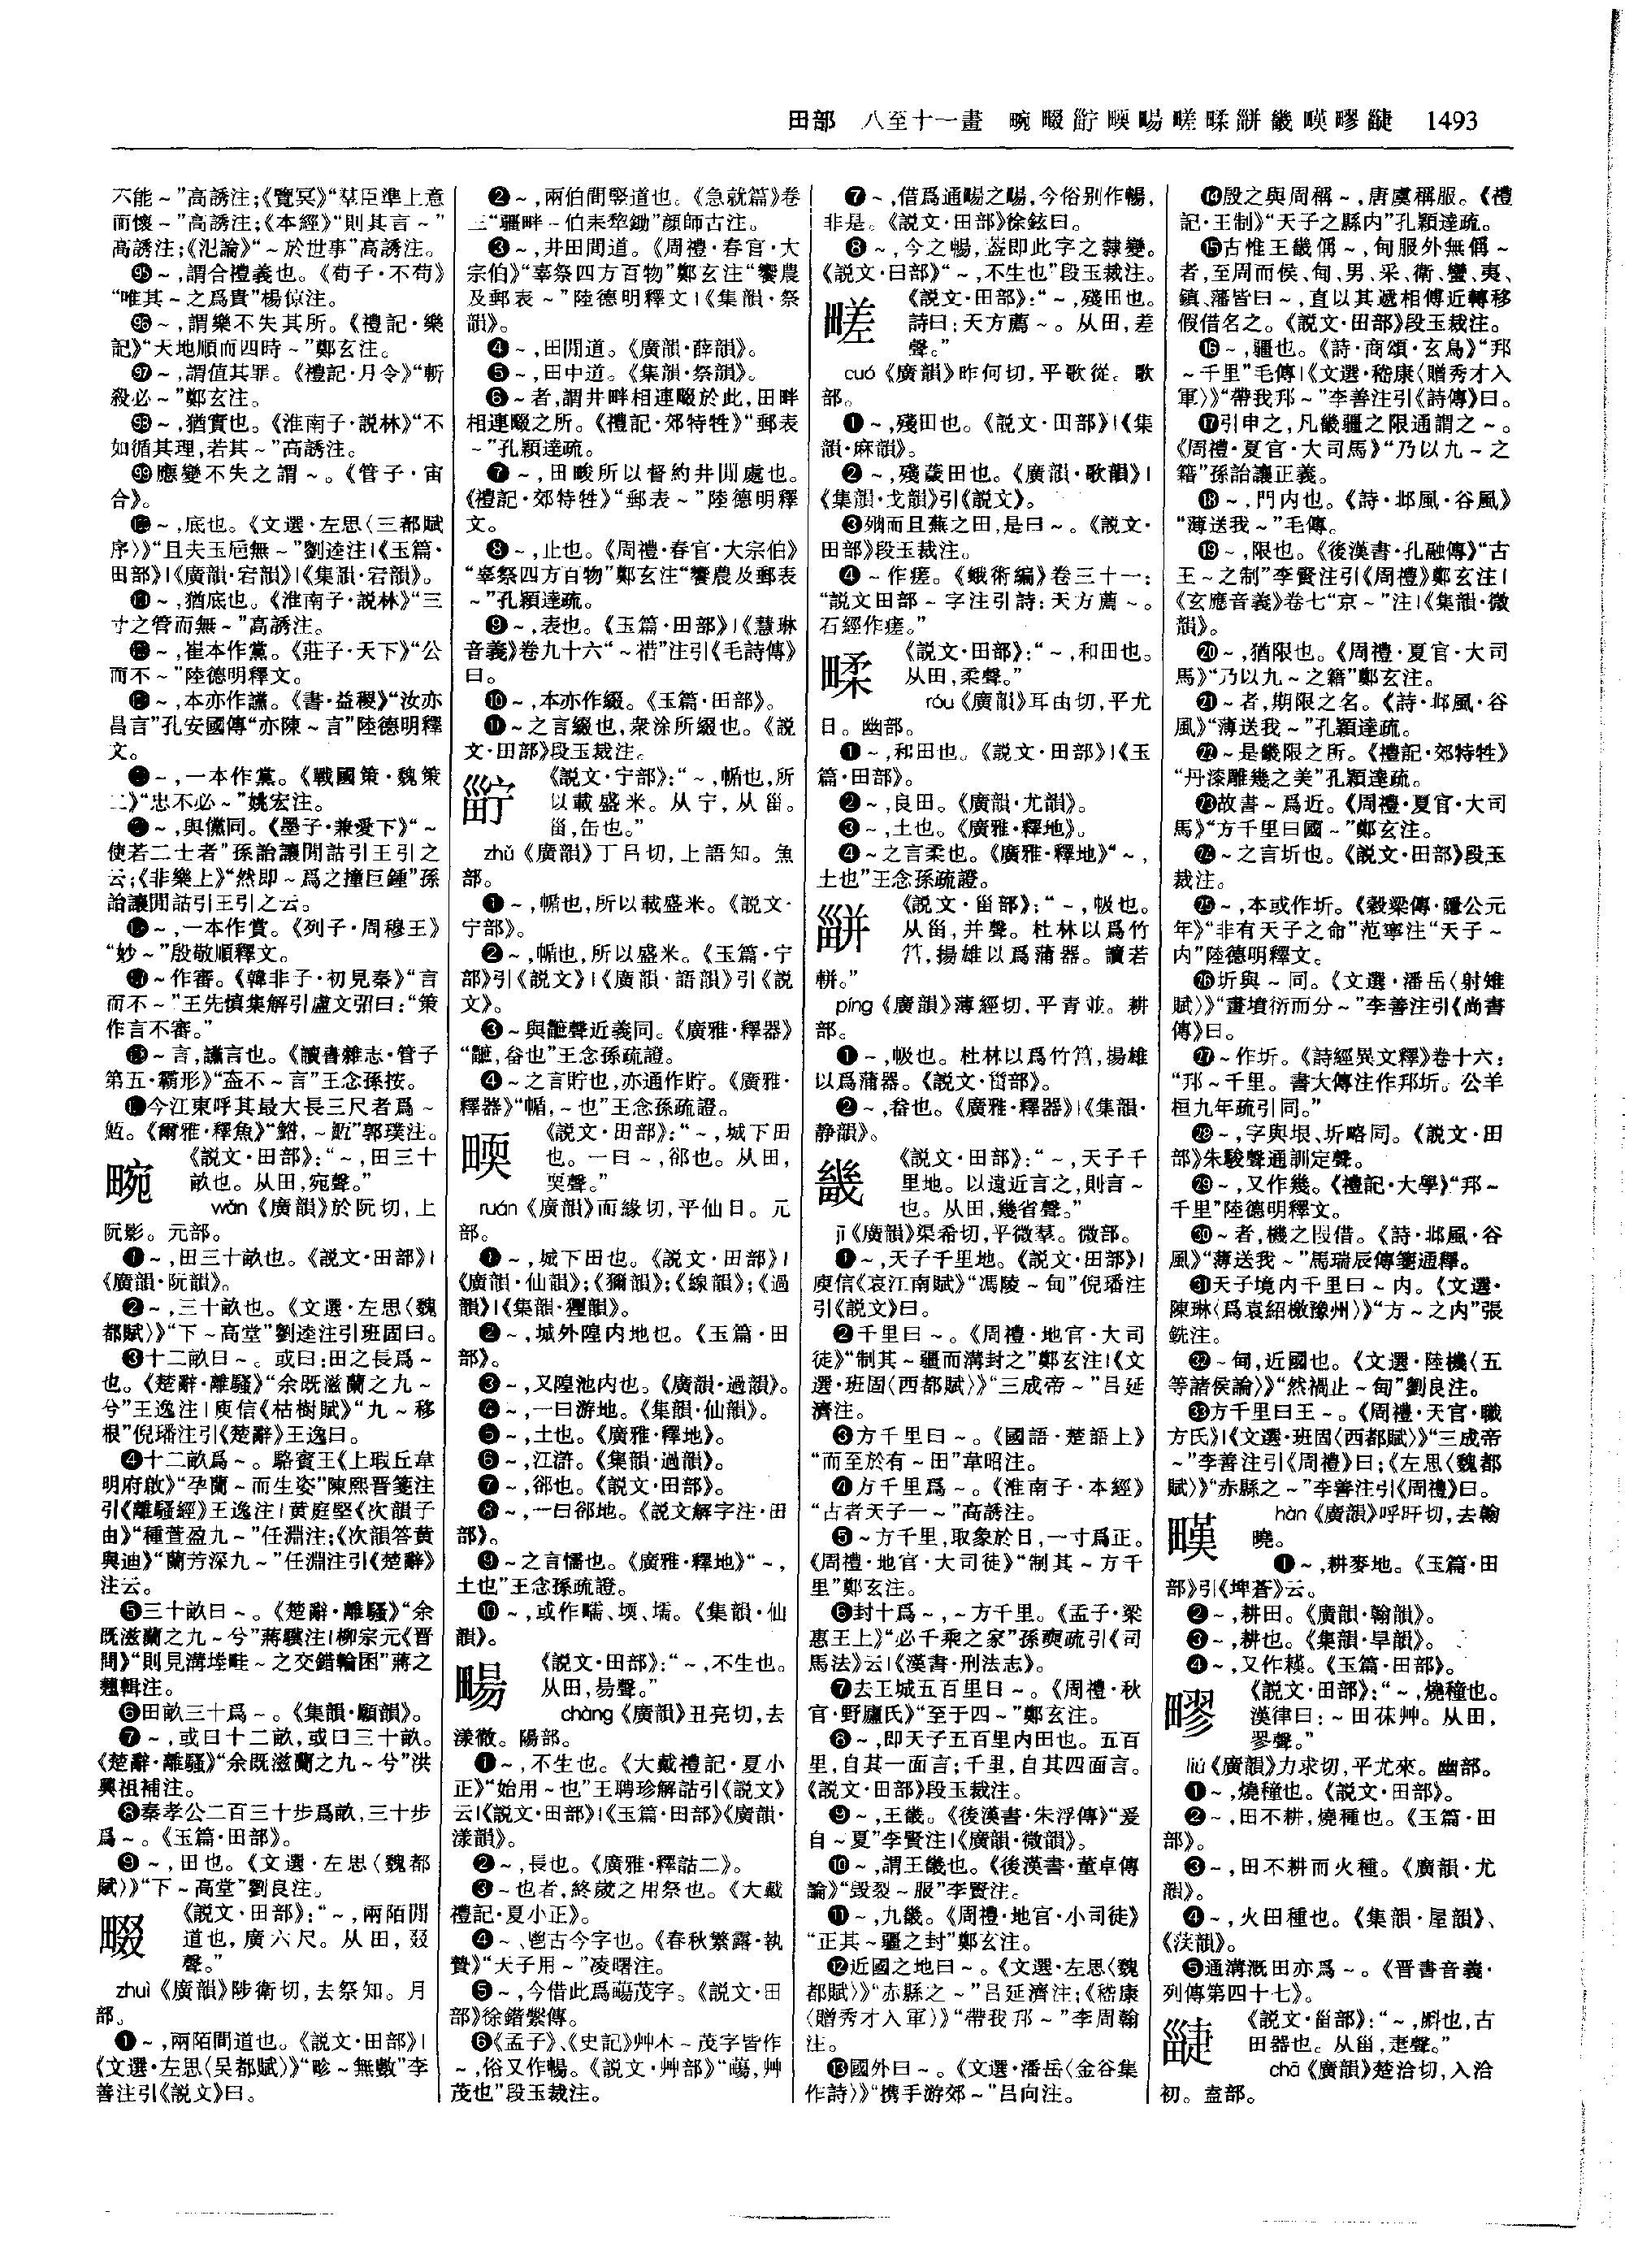 田部　八至十一畫　畹畷𤲸㽭畼㽨㽥畿暵疁疀　1493
不能～”高誘注；《覽冥》“羣臣準上意
而懷～”高誘注；《本經》“則其言～”
高誘注；《氾論》“～於世事”高誘注。
�95～，謂合禮義也。《荀子·不苟》
“唯其～之爲貴”楊倞注。
�96～，謂樂不失其所。《禮記·樂
記》“天地順而四時～”鄭玄注。
�97～，謂值其罪。《禮記·月令》“斬
殺必～”鄭玄注。
�98～，猶實也。《淮南子·説林》“不
如循其理，若其～”高誘注。
�99應變不失之謂～。《管子·宙
合》。
～，底也。《文選·左思〈三都賦
序〉》“且夫玉卮無～”劉逵注|《玉篇·
田部》|《廣韻·宕韻》|《集韻·宕韻》。
～，猶底也。《淮南子·説林》“三
寸之管而無～”高誘注。
～，崔本作黨。《莊子·天下》“公
而不～”陸德明釋文。
～，本亦作讜。《書·益稷》“汝亦
昌言”孔安國傳“亦陳～言”陸德明釋
文。
～，一本作黨。《戰國策·魏策
二》“忠不必～”姚宏注。
～，與儻同。《墨子·兼愛下》“～
使若二士者”孫詒讓閒詁引王引之
云；《非樂上》“然即～爲之撞巨鍾”孫
詒讓閒詁引王引之云。
～，一本作賞。《列子·周穆王》
“妙～”殷敬順釋文。
～作審。《韓非子·初見秦》“言
而不～”王先慎集解引盧文弨曰：“策
作言不審。”
～言，讜言也。《讀書雜志·管子
第五·霸形》“盍不～言”王念孫按。
今江東呼其最大長三尺者爲～
魱。《爾雅·釋魚》“鮥，～魱”郭璞注。
畹　《説文·田部》：“～，田三十
畝也。从田，宛聲。”
wǎn《廣韻》於阮切，上
阮影。元部。
❶～，田三十畝也。《説文·田部》|
《廣韻·阮韻》。
❷～，三十畝也。《文選·左思〈魏
都賦〉》“下～高堂”劉逵注引班固曰。
❸十二畝曰～。或曰：田之長爲～
也。《楚辭·離騷》“余既滋蘭之九～
兮”王逸注|庾信《枯樹賦》“九～移
根”倪璠注引《楚辭》王逸曰。
❹十二畝爲～。駱賓王《上瑕丘韋
明府啟》“孕蘭～而生姿”陳熙晉箋注
引《離騷經》王逸注|黄庭堅《次韻子
由》“種萱盈九～”任淵注；《次韻答黄
與迪》“蘭芳深九～”任淵注引《楚辭》
注云。
❺三十畝曰～。《楚辭·離騷》“余
既滋蘭之九～兮”蔣驥注|柳宗元《晉
問》“則見溝塍畦～之交錯輪囷”蔣之
翹輯注。
❻田畝三十爲～。《集韻·願韻》。
❼～，或曰十二畝，或曰三十畝。
《楚辭·離騷》“余既滋蘭之九～兮”洪
興祖補注。
❽秦孝公二百三十步爲畝，三十步
爲～。《玉篇·田部》。
❾～，田也。《文選·左思〈魏都
賦〉》“下～高堂”劉良注。
畷　《説文·田部》：“～，兩陌閒
道也，廣六尺。从田，叕
聲。”
zhuì《廣韻》陟衛切，去祭知。月
部。
❶～，兩陌間道也。《説文·田部》|
《文選·左思〈吴都賦〉》“畛～無數”李
善注引《説文》曰。
❷～，兩伯間竪道也。《急就篇》卷
三“疆畔～伯耒犂鋤”顔師古注。
❸～，井田間道。《周禮·春官·大
宗伯》“辜祭四方百物”鄭玄注“饗農
及郵表～”陸德明釋文|《集韻·祭
韻》。
❹～，田閒道。《廣韻·薛韻》。
❺～，田中道。《集韻·祭韻》。
❻～者，謂井畔相連畷於此，田畔
相連畷之所。《禮記·郊特牲》“郵表
～”孔穎達疏。
❼～，田畯所以督約井閒處也。
《禮記·郊特牲》“郵表～”陸德明釋
文。
❽～，止也。《周禮·春官·大宗伯》
“辜祭四方百物”鄭玄注“饗農及郵表
～”孔穎達疏。
❾～，表也。《玉篇·田部》|《慧琳
音義》卷九十六“～禇”注引《毛詩傳》
曰。
❿～，本亦作綴。《玉篇·田部》。
⓫～之言綴也，衆涂所綴也。《説
文·田部》段玉裁注。
《説文·宁部》：“～，㡒也，所
以載盛米。从宁，从甾。
甾，缶也。”
zhǔ《廣韻》丁吕切，上語知。魚
部。
❶～，㡒也，所以載盛米。《説文·
宁部》。
❷～，㡒也，所以盛米。《玉篇·宁
部》引《説文》|《廣韻·語韻》引《説
文》。
❸～與䶥聲近義同。《廣雅·釋器》
“䶥，畚也”王念孫疏證。
❹～之言貯也，亦通作貯。《廣雅·
釋器》“㡒，～也”王念孫疏證。
㽭　《説文·田部》：“～，城下田
也。一曰～，郤也。从田，
耎聲。”
ruán《廣韻》而緣切，平仙日。元
部。
❶～，城下田也。《説文·田部》|
《廣韻·仙韻》；《獮韻》；《線韻》；《過
韻》|《集韻·獮韻》。
❷～，城外隍内地也。《玉篇·田
部》。
❸～，又隍池内也。《廣韻·過韻》。
❹～，一曰游地。《集韻·仙韻》。
❺～，土也。《廣雅·釋地》。
❻～，江滸。《集韻·過韻》。
❼～，郤也。《説文·田部》。
❽～，一曰郤地。《説文解字注·田
部》。
❾～之言愞也。《廣雅·釋地》“～，
土也”王念孫疏證。
❿～，或作疇、堧、壖。《集韻·仙
韻》。
畼　《説文·田部》：“～，不生也。
从田，昜聲。”
chàng《廣韻》丑亮切，去
漾徹。陽部。
❶～，不生也。《大戴禮記·夏小
正》“始用～也”王聘珍解詁引《説文》
云|《説文·田部》|《玉篇·田部》《廣韻·
漾韻》。
❷～，長也。《廣雅·釋詁二》。
❸～也者，終歲之用祭也。《大戴
禮記·夏小正》。
❹～、鬯古今字也。《春秋繁露·執
贄》“天子用～”凌曙注。
❺～，今借此爲蕩茂字。《説文·田
部》徐鍇繫傳。
❻《孟子》、《史記》艸木～茂字皆作
～，俗又作暢。《説文·艸部》“蕩，艸
茂也”段玉裁注。
❼～，借爲通畼之畼，今俗别作暢，
非是。《説文·田部》徐鉉曰。
❽～，今之暢，蓋即此字之隸變。
《説文·田部》“～，不生也”段玉裁注。
㽨　《説文·田部》：“～，殘田也。
詩曰：天方薦～。从田，差
聲。”
cuó《廣韻》昨何切，平歌從。歌
部。
❶～，殘田也。《説文·田部》|《集
韻·麻韻》。
❷～，殘薉田也。《廣韻·歌韻》|
《集韻·戈韻》引《説文》。
❸殘而且蕪之田，是曰～。《説文·
田部》段玉裁注。
❹～作瘥。《蛾術編》卷三十一：
“説文田部～字注引詩：天方薦～。
石經作瘥。”
㽥　《説文·田部》：“～，和田也。
从田，柔聲。”
róu《廣韻》耳由切，平尤
日。幽部。
❶～，和田也。《説文·田部》|《玉
篇·田部》。
❷～，良田。《廣韻·尤韻》。
❸～，土也。《廣雅·釋地》。
❹～之言柔也。《廣雅·釋地》“～，
土也”王念孫疏證。
《説文·甾部》：“～，㽀也。
从甾，并聲。杜林以爲竹
筥，揚雄以爲蒲器。讀若
軿。”
píng《廣韻》薄經切，平青並。耕
部。
❶～，㽀也。杜林以爲竹筥，揚雄
以爲蒲器。《説文·甾部》。
❷～，畚也。《廣雅·釋器》|《集韻·
静韻》。
畿　《説文·田部》：“～，天子千
里地。以遠近言之，則言～
也。从田，幾省聲。”
jī《廣韻》渠希切，平微羣。微部。
❶～，天子千里地。《説文·田部》|
庾信《哀江南賦》“馮陵～甸”倪璠注
引《説文》曰。
❷千里曰～。《周禮·地官·大司
徒》“制其～疆而溝封之”鄭玄注|《文
選·班固〈西都賦〉》“三成帝～”吕延
濟注。
❸方千里曰～。《國語·楚語上》
“而至於有～田”韋昭注。
❹方千里爲～。《淮南子·本經》
“古者天子一～”高誘注。
❺～方千里，取象於日，一寸爲正。
《周禮·地官·大司徒》“制其～方千
里”鄭玄注。
❻封十爲～，～方千里。《孟子·梁
惠王上》“必千乘之家”孫奭疏引《司
馬法》云|《漢書·刑法志》。
❼去王城五百里曰～。《周禮·秋
官·野廬氏》“至于四～”鄭玄注。
❽～，即天子五百里内田也。五百
里，自其一面言；千里，自其四面言。
《説文·田部》段玉裁注。
❾～，王畿。《後漢書·朱浮傳》“爰
自～夏”李賢注|《廣韻·微韻》。
❿～，謂王畿也。《後漢書·董卓傳
論》“毁裂～服”李賢注。
⓫～，九畿。《周禮·地官·小司徒》
“正其～疆之封”鄭玄注。
⓬近國之地曰～。《文選·左思〈魏
都賦〉》“赤縣之～”吕延濟注；《嵇康
〈贈秀才入軍〉》“帶我邦～”李周翰
注。
⓭國外曰～。《文選·潘岳〈金谷集
作詩〉》“携手游郊～”吕向注。
⓮殷之與周稱～，唐虞稱服。《禮
記·王制》“天子之縣内”孔穎達疏。
⓯古惟王畿偁～，甸服外無偁～
者，至周而侯、甸、男、采、衛、蠻、夷、
鎮、藩皆曰～，直以其遞相傅近轉移
假借名之。《説文·田部》段玉裁注。
⓰～，疆也。《詩·商頌·玄鳥》“邦
～千里”毛傳|《文選·嵇康〈贈秀才入
軍〉》“帶我邦～”李善注引《詩傳》曰。
⓱引申之，凡畿疆之限通謂之～。
《周禮·夏官·大司馬》“乃以九～之
籍”孫詒讓正義。
⓲～，門内也。《詩·邶風·谷風》
“薄送我～”毛傳。
⓳～，限也。《後漢書·孔融傳》“古
王～之制”李賢注引《周禮》鄭玄注|
《玄應音義》卷七“京～”注|《集韻·微
韻》。
⓴～，猶限也。《周禮·夏官·大司
馬》“乃以九～之籍”鄭玄注。
㉑～者，期限之名。《詩·邶風·谷
風》“薄送我～”孔穎達疏。
㉒～是畿限之所。《禮記·郊特牲》
“丹漆雕幾之美”孔穎達疏。
㉓故書～爲近。《周禮·夏官·大司
馬》“方千里曰國～”鄭玄注。
㉔～之言圻也。《説文·田部》段玉
裁注。
㉕～，本或作圻。《穀梁傳·隱公元
年》“非有天子之命”范寧注“天子～
内”陸德明釋文。
㉖圻與～同。《文選·潘岳〈射雉
賦〉》“畫墳衍而分～”李善注引《尚書
傳》曰。
㉗～作圻。《詩經異文釋》卷十六：
“邦～千里。書大傳注作邦圻。公羊
桓九年疏引同。”
㉘～，字與垠、圻略同。《説文·田
部》朱駿聲通訓定聲。
㉙～，又作幾。《禮記·大學》“邦～
千里”陸德明釋文。
㉚～者，機之叚借。《詩·邶風·谷
風》“薄送我～”馬瑞辰傳箋通釋。
㉛天子境内千里曰～内。《文選·
陳琳〈爲袁紹檄豫州〉》“方～之内”張
銑注。
㉜～甸，近國也。《文選·陸機〈五
等諸侯論〉》“然禍止～甸”劉良注。
㉝方千里曰王～。《周禮·天官·職
方氏》|《文選·班固〈西都賦〉》“三成帝
～”李善注引《周禮》曰；《左思〈魏都
賦〉》“赤縣之～”李善注引《周禮》曰。
hàn《廣韻》呼旰切，去翰
曉。
❶～，耕麥地。《玉篇·田
部》引《埤蒼》云。
❷～，耕田。《廣韻·翰韻》。
❸～，耕也。《集韻·旱韻》。
❹～，又作𦔣。《玉篇·田部》。
疁　《説文·田部》：“～，燒穜也。
漢律曰：～田茠艸。从田，
翏聲。”
liú《廣韻》力求切，平尤來。幽部。
❶～，燒穜也。《説文·田部》。
❷～，田不耕，燒種也。《玉篇·田
部》。
❸～，田不耕而火種。《廣韻·尤
韻》。
❹～，火田種也。《集韻·屋韻》、
《沃韻》。
❺通溝溉田亦爲～。《晉書音義·
列傳第四十七》。
疀　《説文·甾部》：“～，㪿也，古
田器也。从甾，疌聲。”
chā《廣韻》楚洽切，入洽
初。盍部。